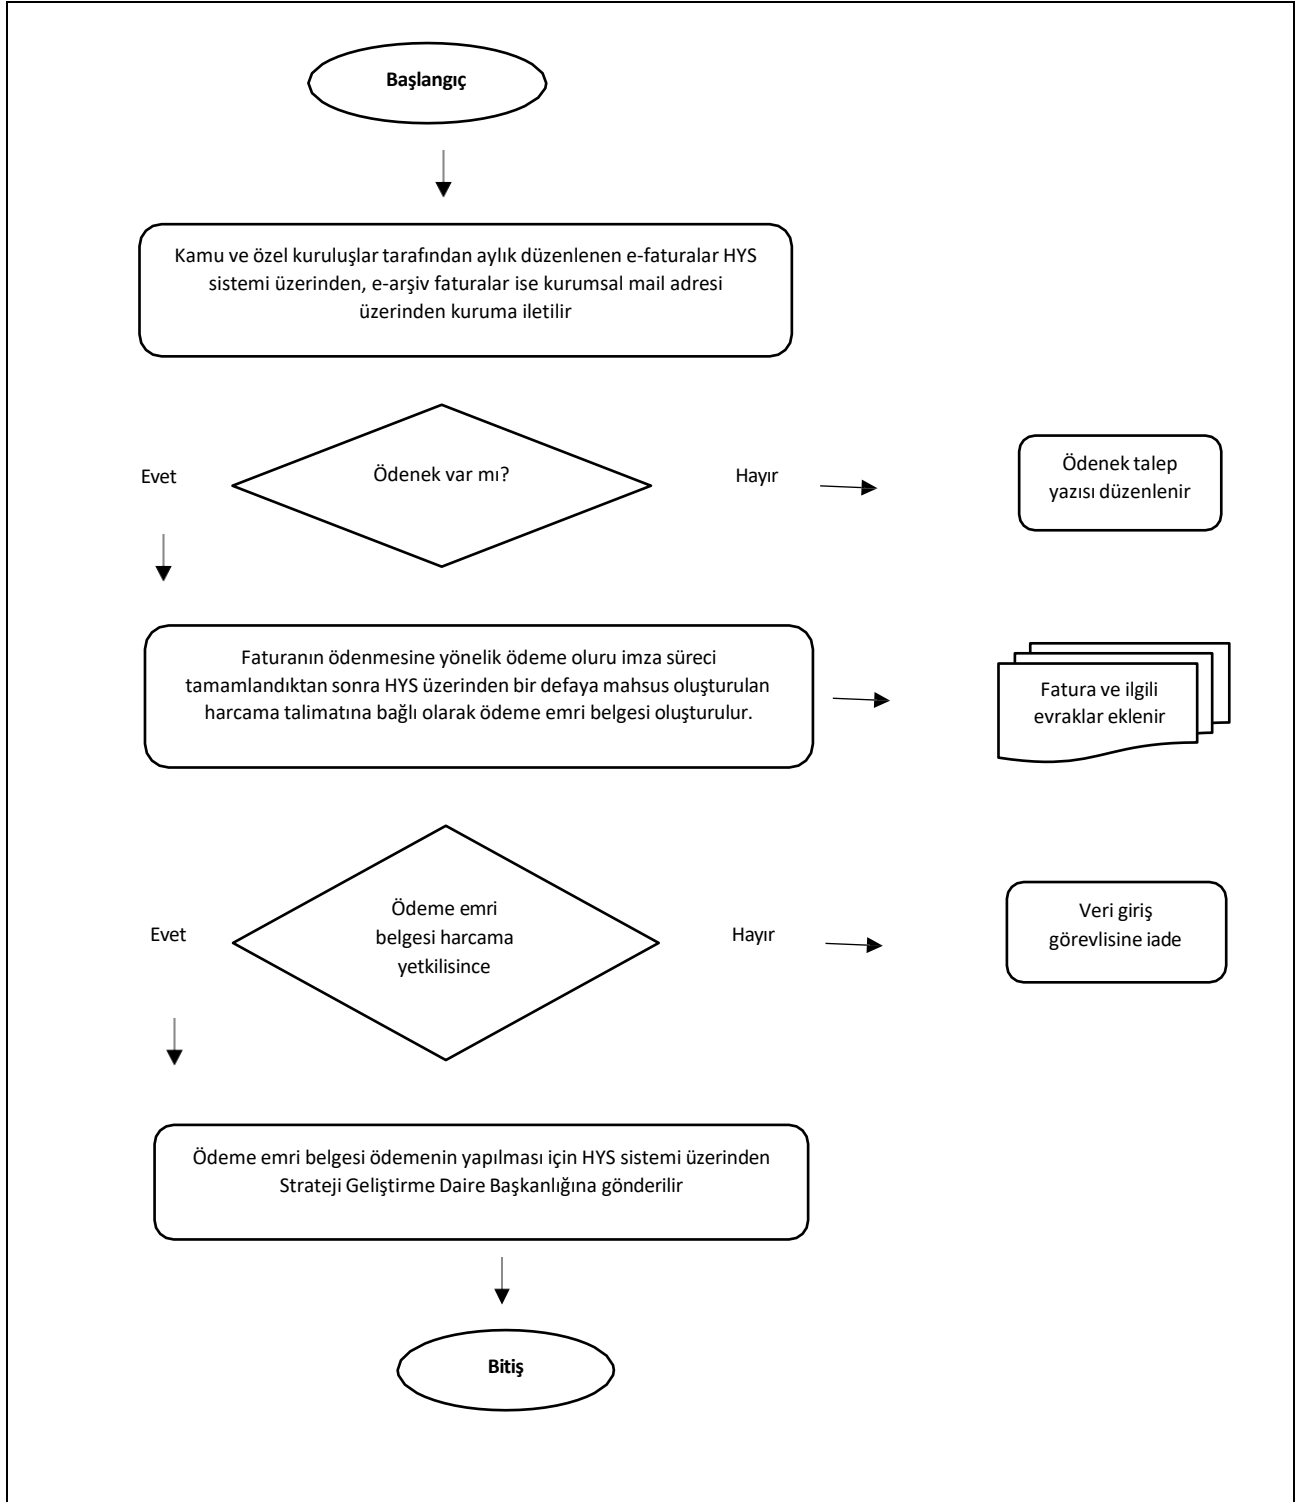 Başlangıç
Kamu ve özel kuruluşlar tarafından aylık düzenlenen e-faturalar HYS
sistemi üzerinden, e-arşiv faturalar ise kurumsal mail adresi
üzerinden kuruma iletilir
Evet
Ödenek var mı?
Hayır
Ödenek talep
yazısı düzenlenir
Faturanın ödenmesine yönelik ödeme oluru imza süreci
tamamlandıktan sonra HYS üzerinden bir defaya mahsus oluşturulan
harcama talimatına bağlı olarak ödeme emri belgesi oluşturulur.
Fatura ve ilgili
evraklar eklenir
Evet
Ödeme emri
belgesi harcama
yetkilisince
Hayır
Veri giriş
görevlisine iade
Ödeme emri belgesi ödemenin yapılması için HYS sistemi üzerinden
Strateji Geliştirme Daire Başkanlığına gönderilir
Bitiş